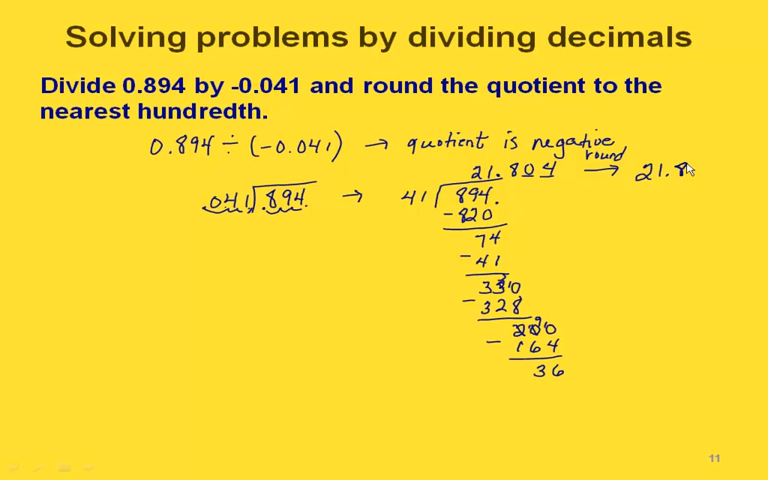 Solving problems by dividing decimals
Divide 0.894 by -0.041 and round the quotient to the
nearest hundredth.
0.894 ÷ (-0.041) → quotient is negative
round
21.804 → 21.8
.041 .894 → 41 894.
-820
74
-41
330
-328
200
-164
36
11